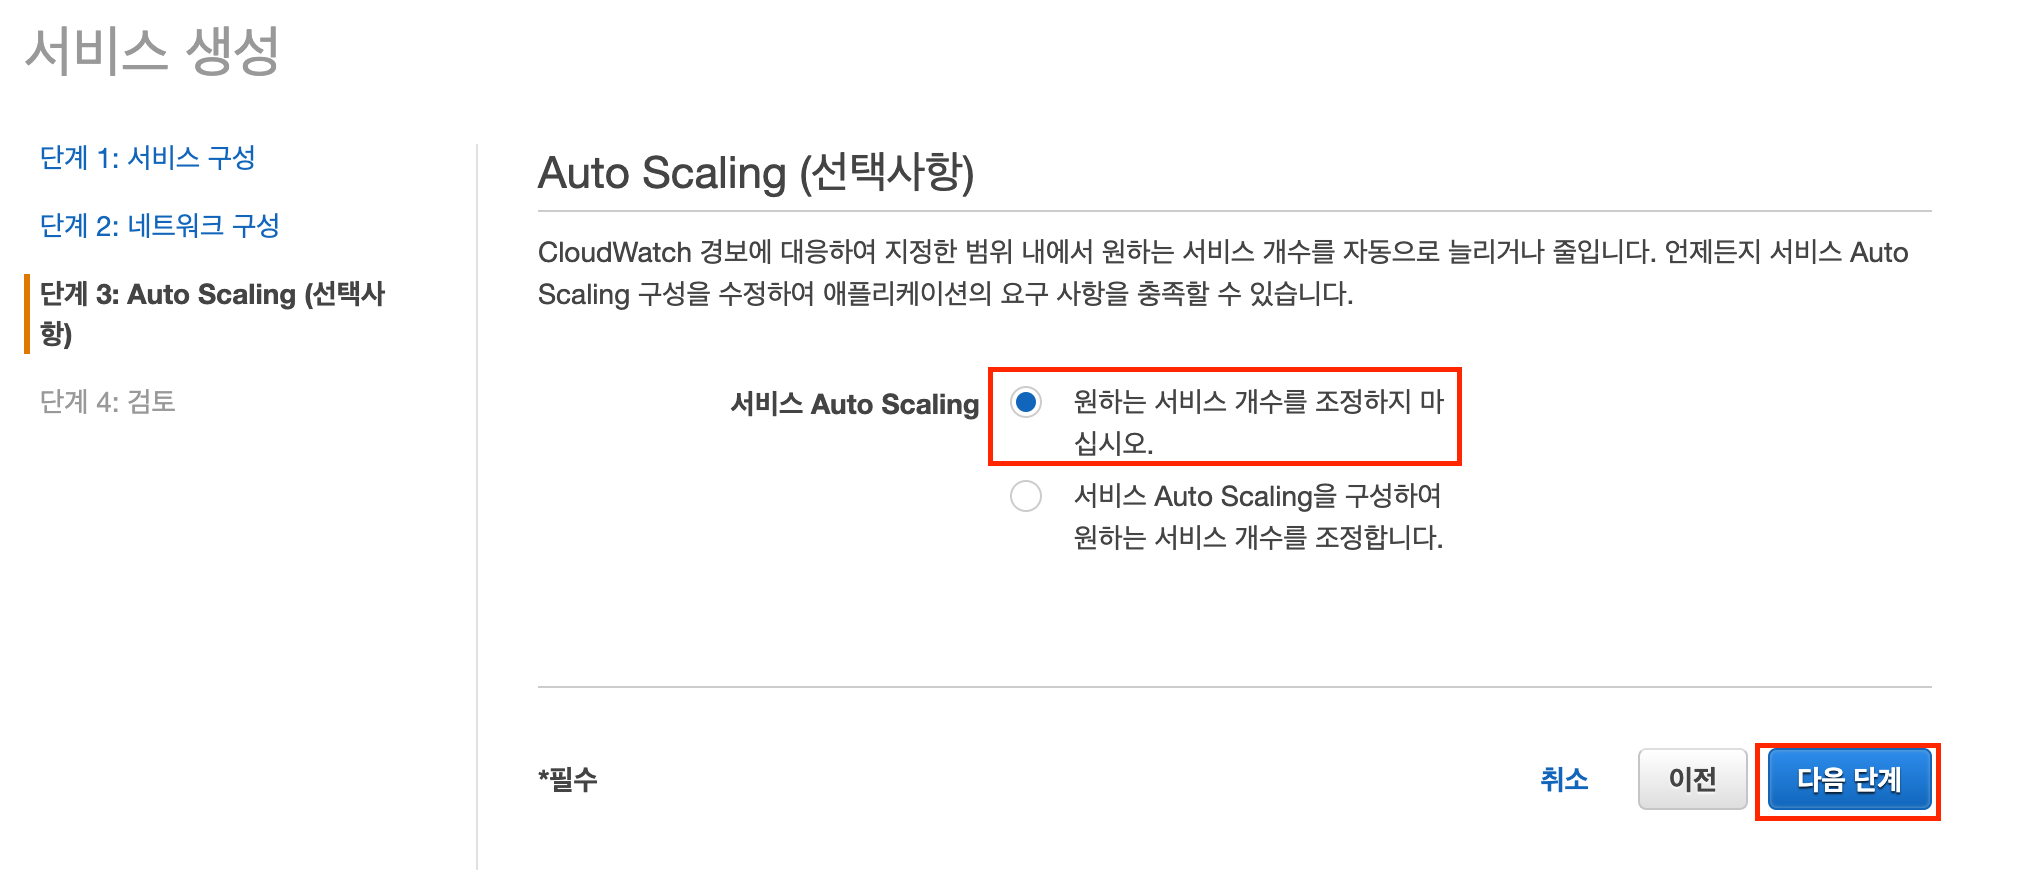 서비스 생성
단계 1: 서비스 구성
단계 2: 네트워크 구성
단계 3: Auto Scaling (선택사
항)
단계 4: 검토
Auto Scaling (선택사항)
CloudWatch 경보에 대응하여 지정한 범위 내에서 원하는 서비스 개수를 자동으로 늘리거나 줄입니다. 언제든지 서비스 Auto
Scaling 구성을 수정하여 애플리케이션의 요구 사항을 충족할 수 있습니다.
서비스 Auto Scaling
원하는 서비스 개수를 조정하지 마
십시오.
서비스 Auto Scaling을 구성하여
원하는 서비스 개수를 조정합니다.
*필수
취소
이전
다음 단계